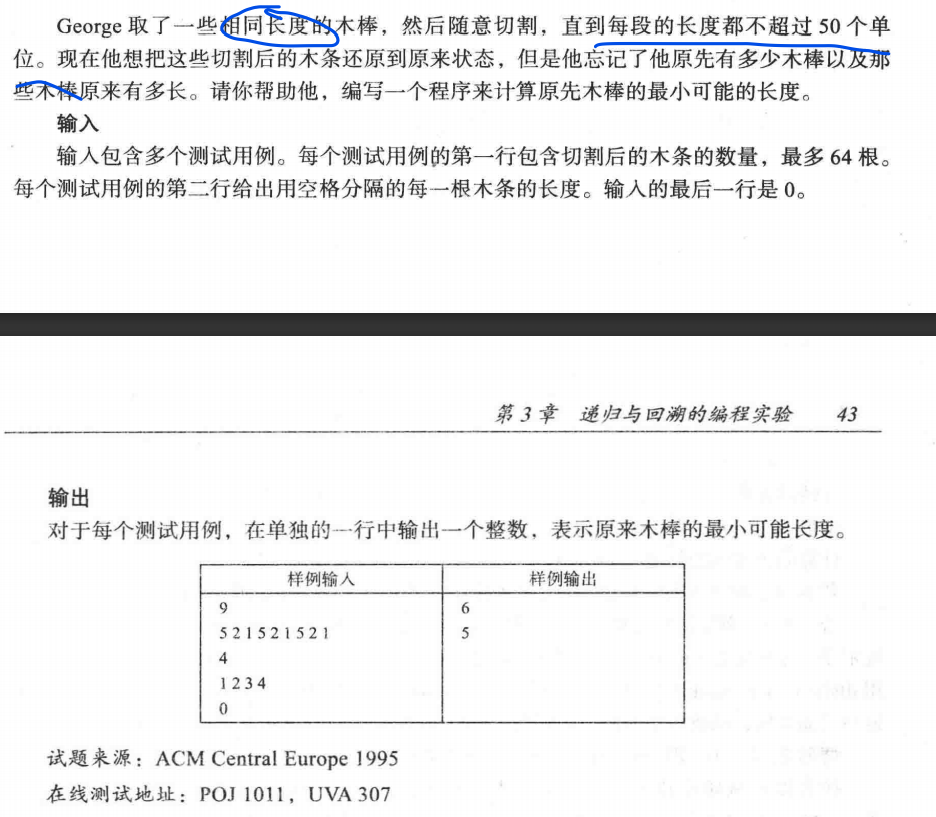 George 取了一些相同长度的木棒，然后随意切割，直到每段的长度都不超过 50 个单
位。现在他想把这些切割后的木条还原到原来状态，但是他忘记了他原先有多少木棒以及那
些木棒原来有多长。请你帮助他，编写一个程序来计算原先木棒的最小可能的长度。
输入
输入包含多个测试用例。每个测试用例的第一行包含切割后的木条的数量，最多 64 根。
每个测试用例的第二行给出用空格分隔的每一根木条的长度。输入的最后一行是 0。
第 3 章 递归与回溯的编程实验 43
输出
对于每个测试用例，在单独的一行中输出一个整数，表示原来木棒的最小可能长度。
样例输入 样例输出
9 6
5 2 1 5 2 1 5 2 1 5
4
1 2 3 4
0
试题来源：ACM Central Europe 1995
在线测试地址：POJ 1011，UVA 307